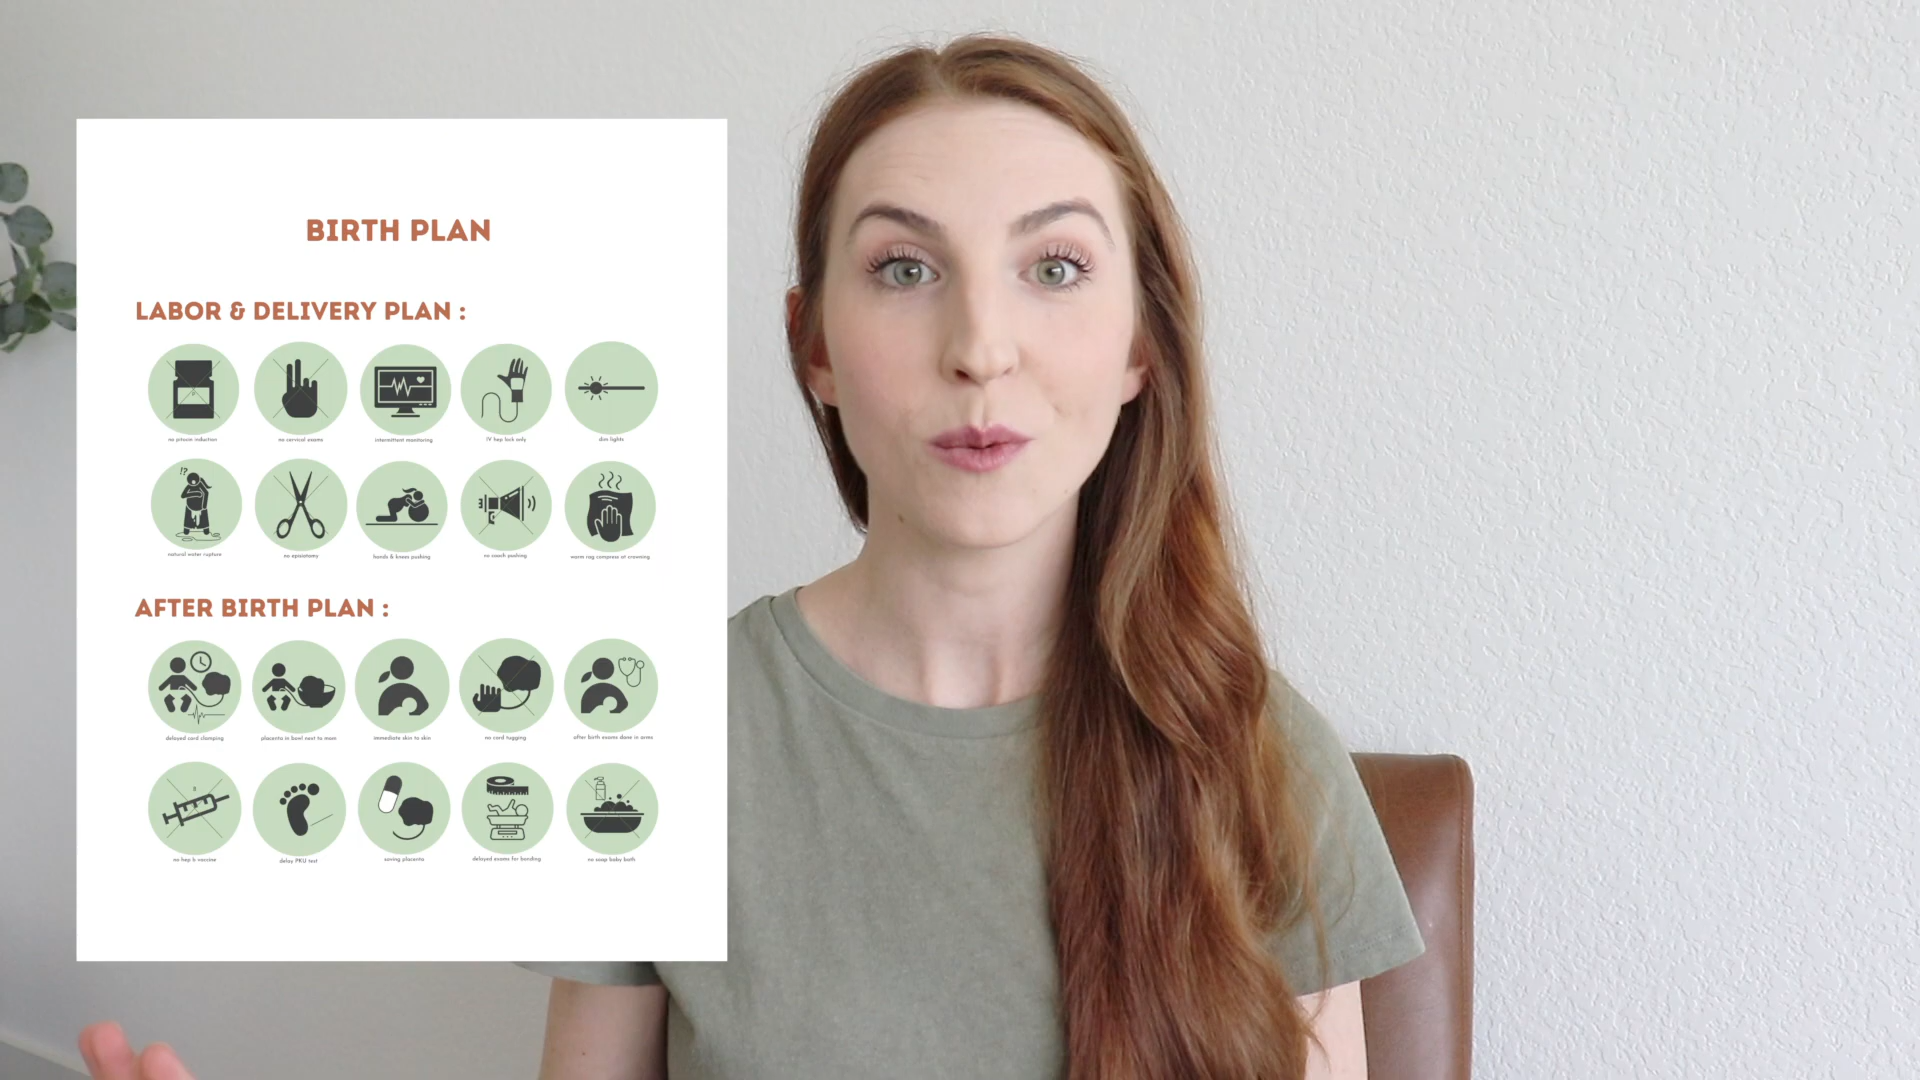 BIRTH PLAN
LABOR & DELIVERY PLAN :
no pitocin induction
no cervical exams
intermittent monitoring
IV hep lock only
dim lights
!?
natural water rupture
no episiotomy
hands & knees pushing
no coach pushing
warm rag compress at crowning
AFTER BIRTH PLAN :
delayed cord clamping
placenta in bowl next to mom
immediate skin to skin
no cord tugging
after birth exams done in arms
no hep b vaccine
delay PKU test
saving placenta
delayed exams for bonding
no soap baby bath